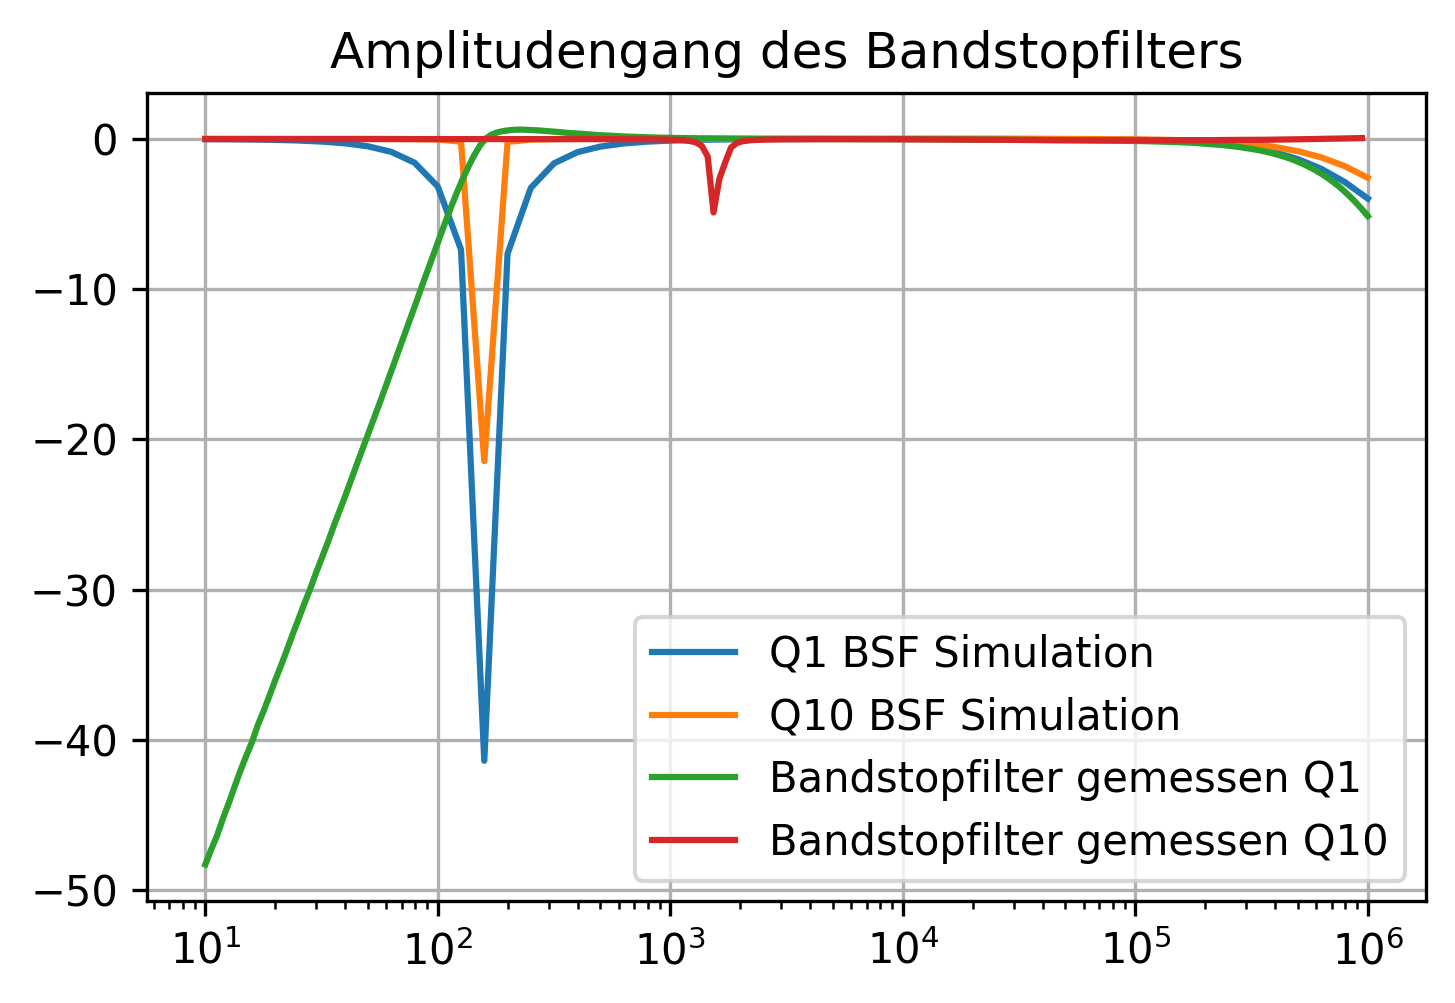 Amplitudengang des Bandstopfilters
0
−10
−20
−30
−40
−50
Q1 BSF Simulation
Q10 BSF Simulation
Bandstopfilter gemessen Q1
Bandstopfilter gemessen Q10
10¹ 10² 10³ 10⁴ 10⁵ 10⁶